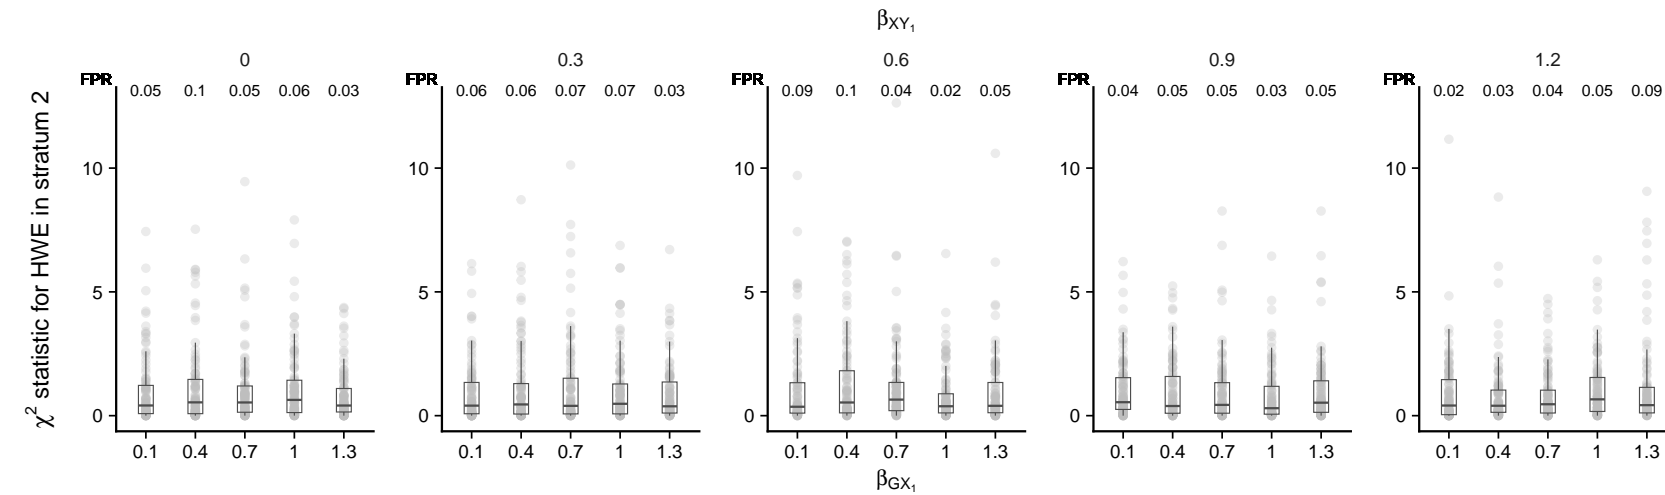 βXY₁
0 0.3 0.6 0.9 1.2
FPR FPR FPR FPR FPR
0.05 0.1 0.05 0.06 0.03 0.06 0.06 0.07 0.07 0.03 0.09 0.1 0.04 0.02 0.05 0.04 0.05 0.05 0.03 0.05 0.02 0.03 0.04 0.05 0.09
χ² statistic for HWE in stratum 2
10 10 10 10 10
5 5 5 5 5
0 0 0 0 0
0.1 0.4 0.7 1 1.3 0.1 0.4 0.7 1 1.3 0.1 0.4 0.7 1 1.3 0.1 0.4 0.7 1 1.3 0.1 0.4 0.7 1 1.3
βGX₁